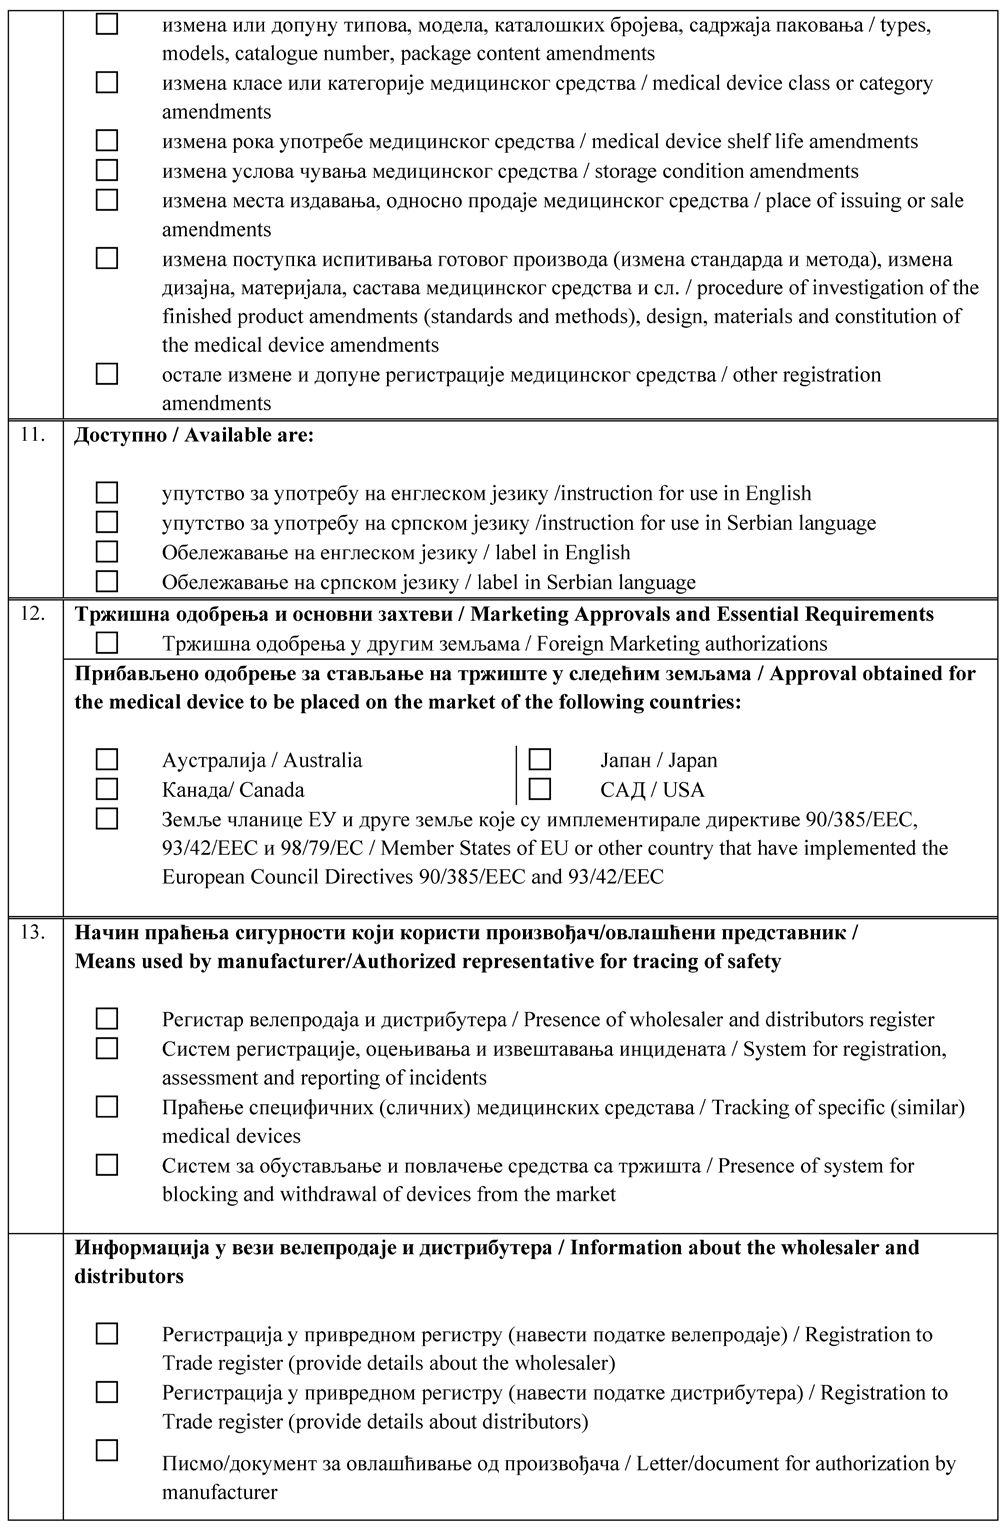 измена или допуну типова, модела, каталошких бројева, садржаја паковања / types,
models, catalogue number, package content amendments
измена класе или категорије медицинског средства / medical device class or category
amendments
измена рока употребе медицинског средства / medical device shelf life amendments
измена услова чувања медицинског средства / storage condition amendments
измена места издавања, односно продаје медицинског средства / place of issuing or sale
amendments
измена поступка испитивања готовог производа (измена стандарда и метода), измена
дизајна, материјала, састава медицинског средства и сл. / procedure of investigation of the
finished product amendments (standards and methods), design, materials and constitution of
the medical device amendments
остале измене и допуне регистрације медицинског средства / other registration
amendments
11. Доступно / Available are:
упутство за употребу на енглеском језику /instruction for use in English
упутство за употребу на српском језику /instruction for use in Serbian language
Обележавање на енглеском језику / label in English
Обележавање на српском језику / label in Serbian language
12. Тржишна одобрења и основни захтеви / Marketing Approvals and Essential Requirements
Тржишна одобрења у другим земљама / Foreign Marketing authorizations
Прибављено одобрење за стављање на тржиште у следећим земљама / Approval obtained for
the medical device to be placed on the market of the following countries:
Аустралија / Australia Јапан / Japan
Канада/ Canada САД / USA
Земље чланице ЕУ и друге земље које су имплементирале директиве 90/385/EEC,
93/42/EEC и 98/79/EC / Member States of EU or other country that have implemented the
European Council Directives 90/385/EEC and 93/42/EEC
13. Начин праћења сигурности који користи произвођач/овлашћени представник /
Means used by manufacturer/Authorized representative for tracing of safety
Регистар велепродаја и дистрибутера / Presence of wholesaler and distributors register
Систем регистрације, оцењивања и извештавања инцидената / System for registration,
assessment and reporting of incidents
Праћење специфичних (сличних) медицинских средстава / Tracking of specific (similar)
medical devices
Систем за обустављање и повлачење средства са тржишта / Presence of system for
blocking and withdrawal of devices from the market
Информација у вези велепродаје и дистрибутера / Information about the wholesaler and
distributors
Регистрација у привредном регистру (навести податке велепродаје) / Registration to
Trade register (provide details about the wholesaler)
Регистрација у привредном регистру (навести податке дистрибутера) / Registration to
Trade register (provide details about distributors)
Писмо/документ за овлашћивање од произвођача / Letter/document for authorization by
manufacturer